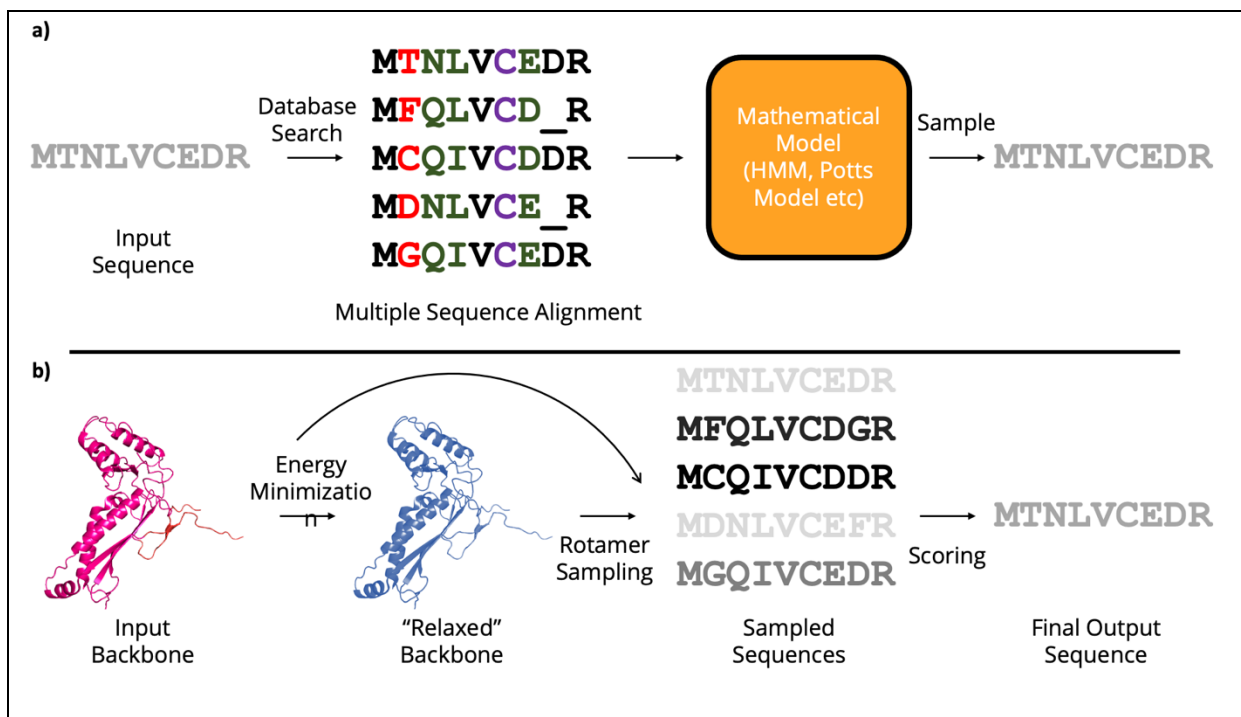 a)
MTNLVCEDR
Input
Sequence
Database
Search
MTNLVCEDR
MFQLVCD_R
MCQIVCDDR
MDNLVCE_R
MGQIVCEDR
Multiple Sequence Alignment
Mathematical
Model
(HMM, Potts
Model etc)
Sample
MTNLVCEDR
b)
Input
Backbone
Energy
Minimizatio
n
“Relaxed”
Backbone
Rotamer
Sampling
MTNLVCEDR
MFQLVCDGR
MCQIVCDDR
MDNLVCEFR
MGQIVCEDR
Sampled
Sequences
Scoring
MTNLVCEDR
Final Output
Sequence